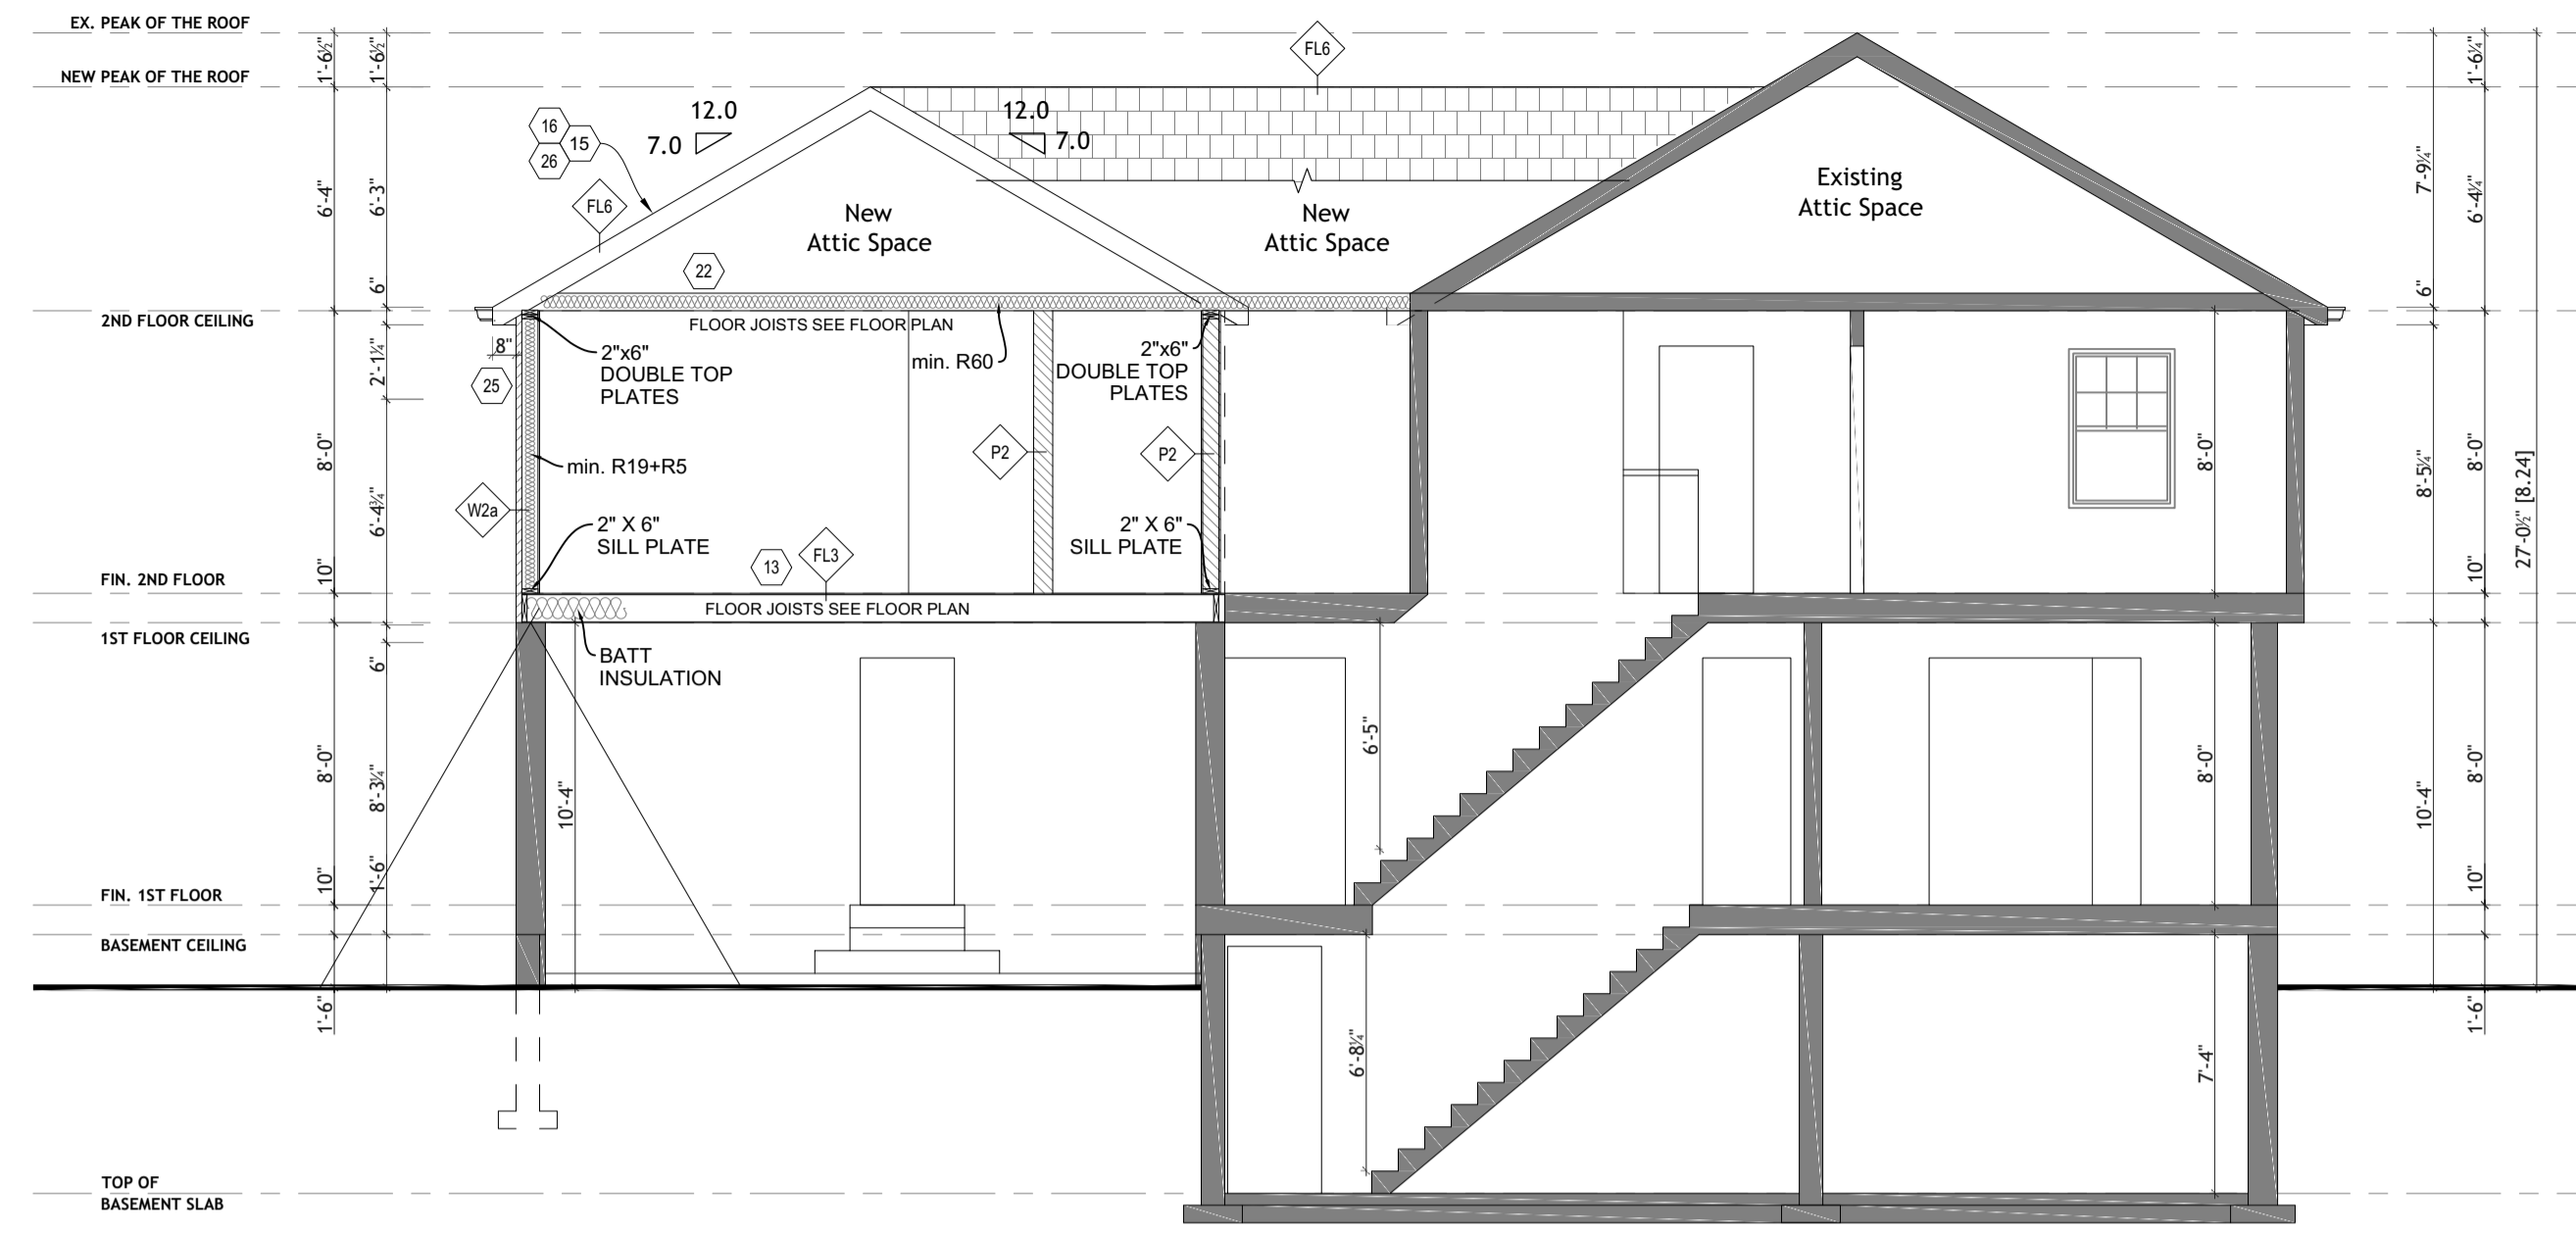 EX. PEAK OF THE ROOF
NEW PEAK OF THE ROOF
2ND FLOOR CEILING
FIN. 2ND FLOOR
1ST FLOOR CEILING
FIN. 1ST FLOOR
BASEMENT CEILING
TOP OF
BASEMENT SLAB
1'-6½"
6'-4"
8'-0"
10"
8'-0"
10"
1'-6"
1'-6½"
6'-3"
6"
2'-1¼"
6'-4¾"
6"
8'-3¼"
1'-6"
FL6
16
15
26
12.0
7.0
12.0
7.0
FL6
New
Attic Space
New
Attic Space
Existing
Attic Space
22
FLOOR JOISTS SEE FLOOR PLAN
8"
25
2"x6"
DOUBLE TOP
PLATES
min. R60
2"x6"
DOUBLE TOP
PLATES
min. R19+R5
P2
P2
W2a
2" X 6"
SILL PLATE
13
FL3
2" X 6"
SILL PLATE
FLOOR JOISTS SEE FLOOR PLAN
BATT
INSULATION
10'-4"
6'-5"
6'-8¼"
8'-0"
8'-0"
7'-4"
7'-9¼"
6"
8'-5¼"
10'-4"
1'-6¼"
6'-4¼"
8'-0"
10"
8'-0"
10"
1'-6"
27'-0½" [8.24]